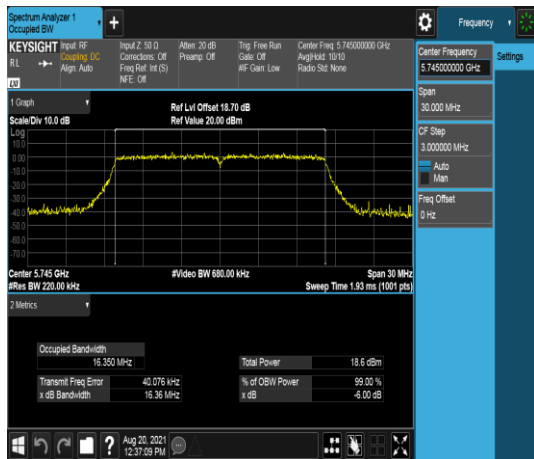 Spectrum Analyzer 1
Occupied BW
+
Frequency
KEYSIGHT
RL
LXI
Input: RF
Coupling: DC
Align: Auto
Input Z: 50 Ω
Corrections: Off
Freq Ref: Int (S)
NFE: Off
Atten: 20 dB
Preamp: Off
Trig: Free Run
Gate: Off
#IF Gain: Low
Center Freq: 5.745000000 GHz
Avg|Hold: 10/10
Radio Std: None
Center Frequency
5.745000000 GHz
Settings
Span
30.000 MHz
CF Step
3.000000 MHz
Auto
Man
Freq Offset
0 Hz
1 Graph
Scale/Div 10.0 dB
Ref Lvl Offset 18.70 dB
Ref Value 20.00 dBm
Log
10.0
0.00
-10.0
-20.0
-30.0
-40.0
-50.0
-60.0
-70.0
Center 5.745 GHz
#Video BW 680.00 kHz
Span 30 MHz
#Res BW 220.00 kHz
Sweep Time 1.93 ms (1001 pts)
2 Metrics
Occupied Bandwidth
16.350 MHz
Total Power 18.6 dBm
Transmit Freq Error 40.076 kHz
% of OBW Power 99.00 %
x dB Bandwidth 16.36 MHz
x dB -6.00 dB
?
Aug 20, 2021
12:37:09 PM